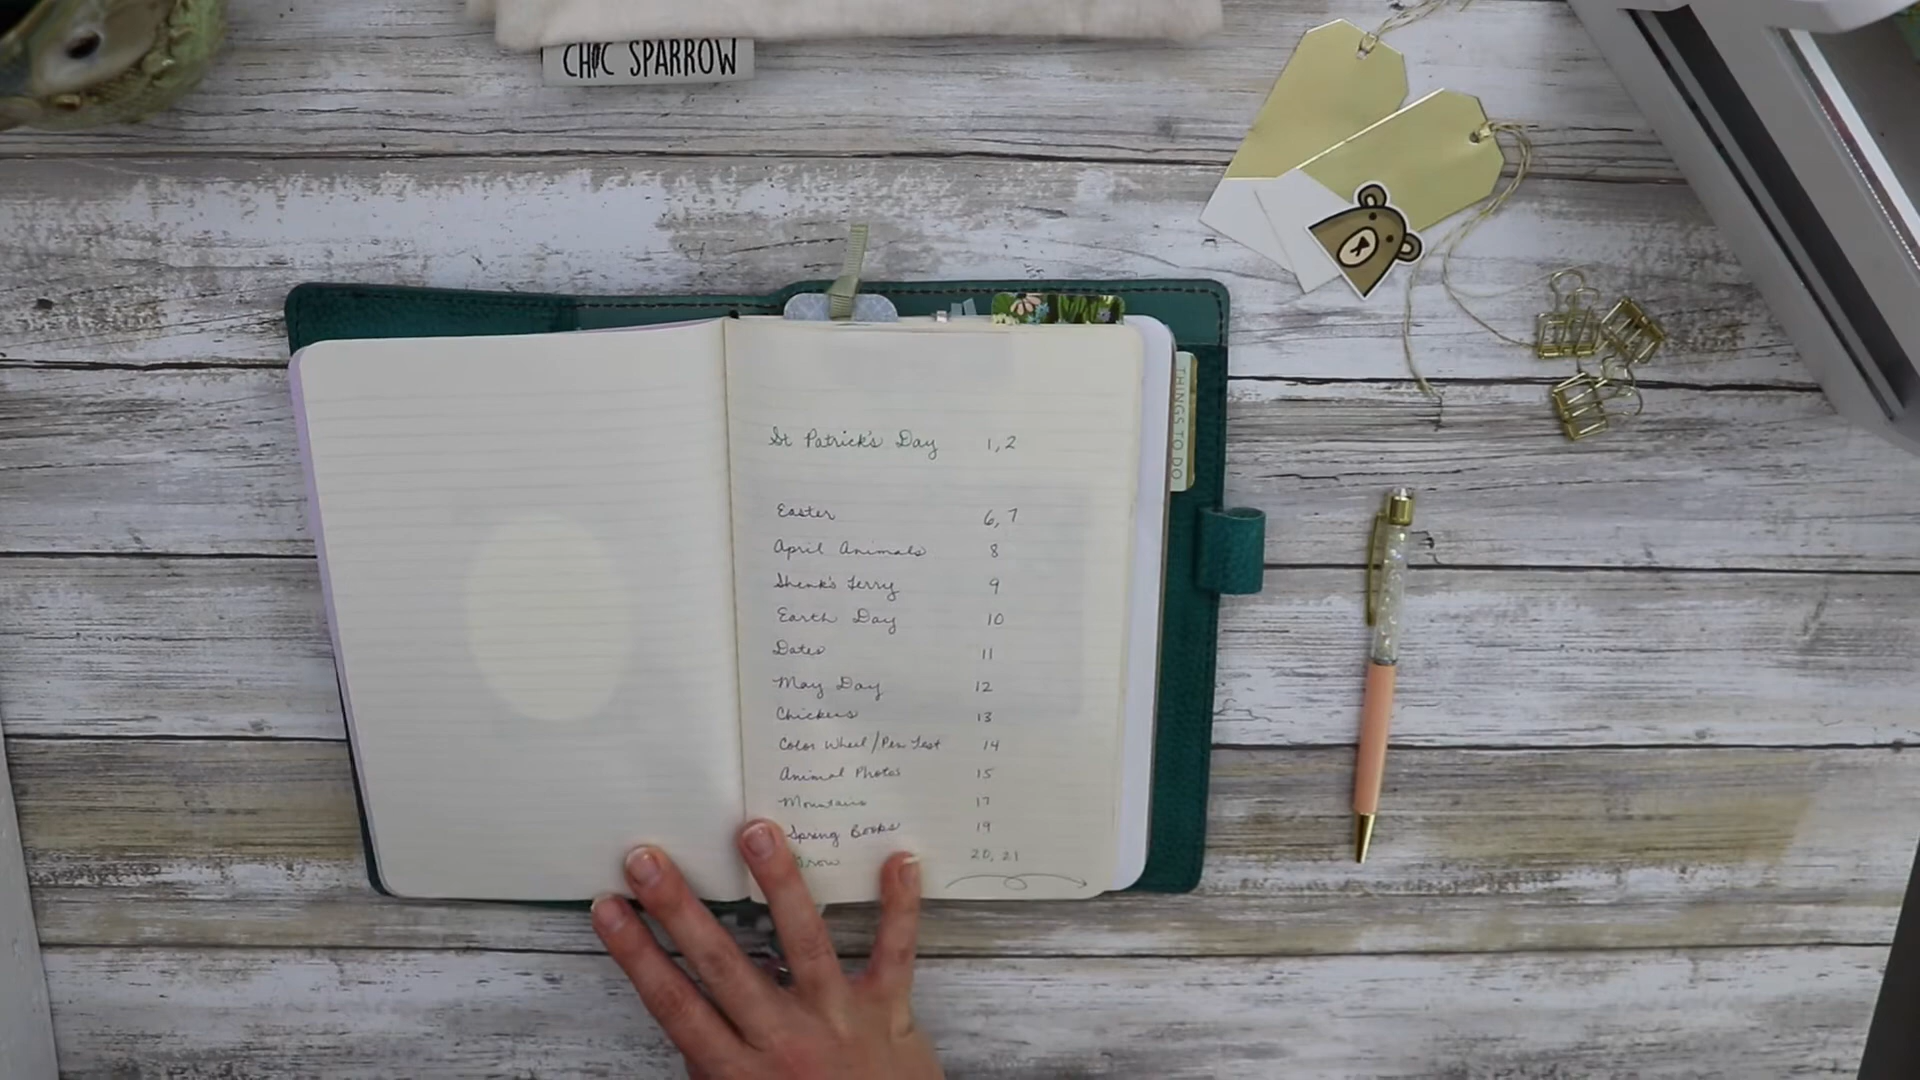 CHIC SPARROW
THINGS TO DO
St Patrick's Day 1, 2
Easter 6, 7
April Animals 8
Shenk's Ferry 9
Earth Day 10
Dates 11
May Day 12
Chickens 13
Color Wheel/Pen Test 14
Animal Photos 15
Mountains 17
Spring Books 19
Grow 20, 21